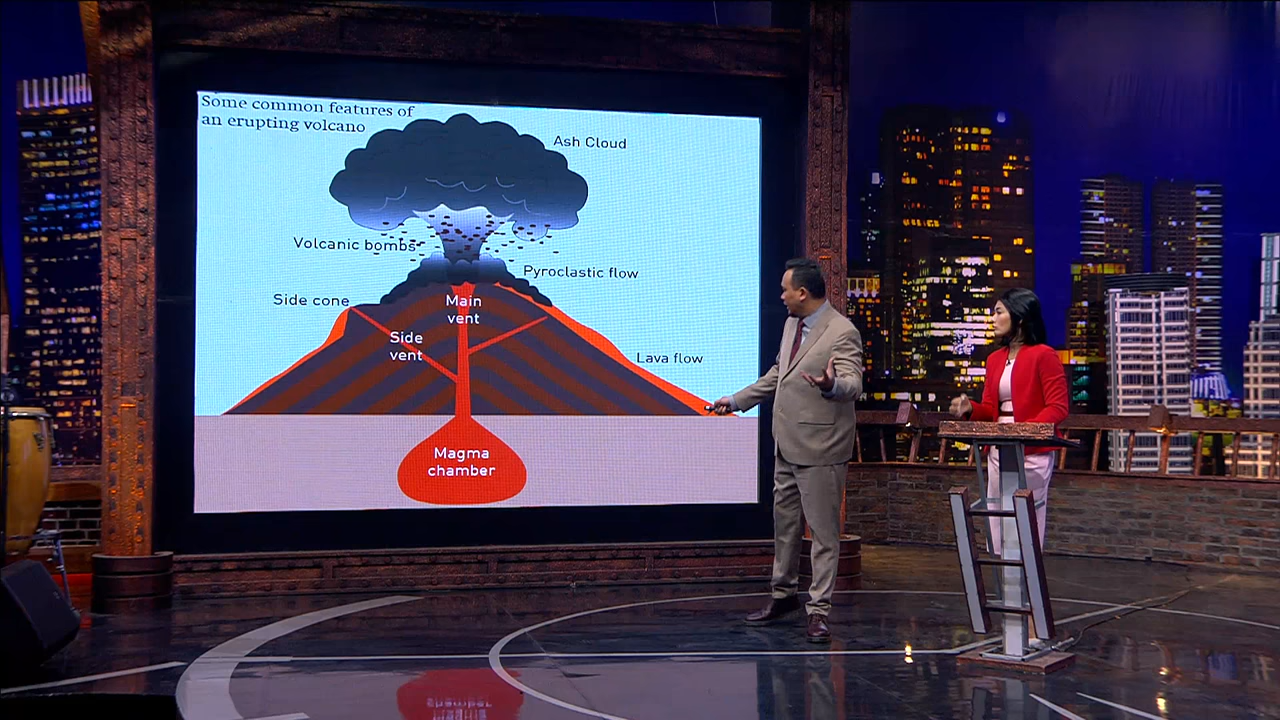 Some common features of
an erupting volcano
Ash Cloud
Volcanic bombs
Pyroclastic flow
Side cone
Main
vent
Side
vent
Lava flow
Magma
chamber